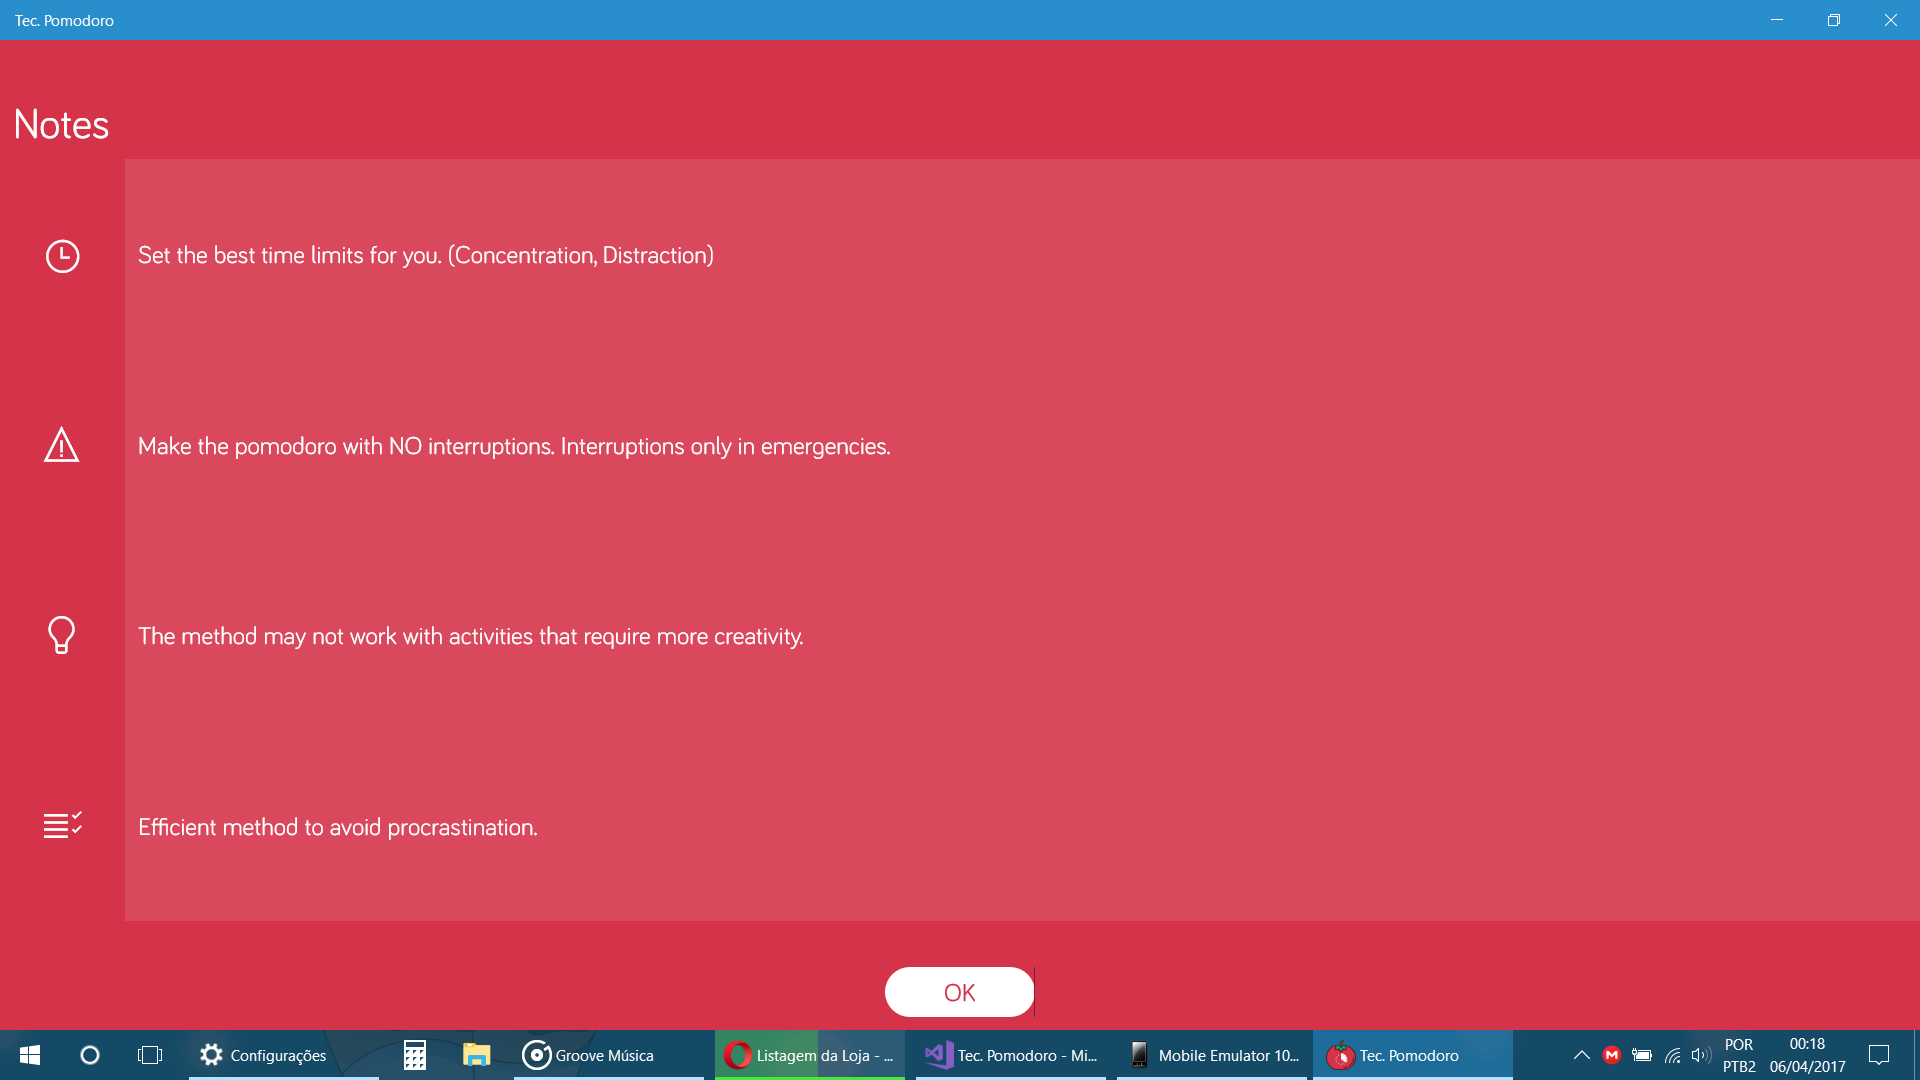 Tec. Pomodoro
Notes
Set the best time limits for you. (Concentration, Distraction)
Make the pomodoro with NO interruptions. Interruptions only in emergencies.
The method may not work with activities that require more creativity.
Efficient method to avoid procrastination.
OK
Configurações
Groove Música
Listagem da Loja - ...
Tec. Pomodoro - Mi...
Mobile Emulator 10...
Tec. Pomodoro
POR
PTB2
00:18
06/04/2017